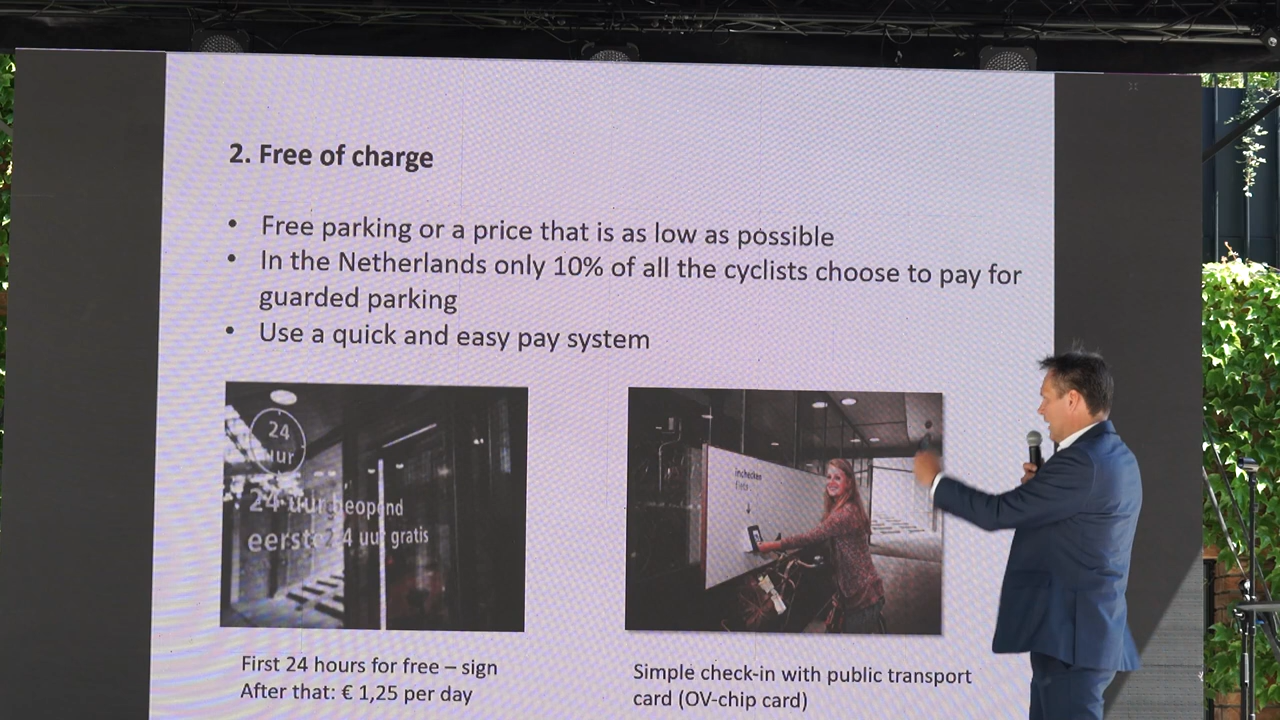 2. Free of charge
• Free parking or a price that is as low as possible
• In the Netherlands only 10% of all the cyclists choose to pay for
guarded parking
• Use a quick and easy pay system
24
uur
24 uur geopend
eerste 24 uur gratis
inchecken
fiets
First 24 hours for free – sign
After that: € 1,25 per day
Simple check-in with public transport
card (OV-chip card)